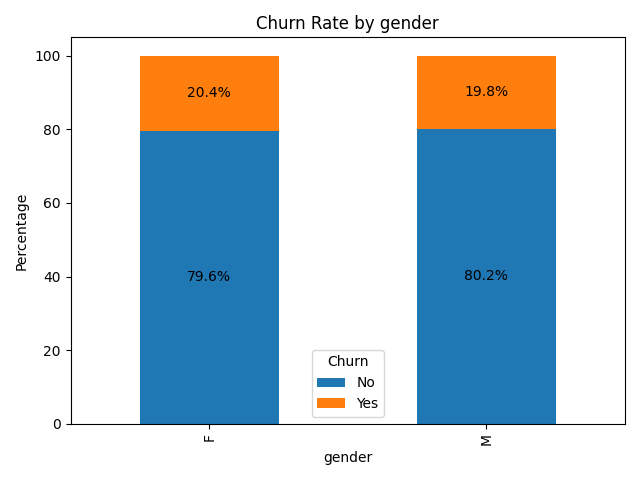 Churn Rate by gender
100
80
60
40
20
0
Percentage
20.4%
19.8%
79.6%
80.2%
Churn
No
Yes
F
M
gender